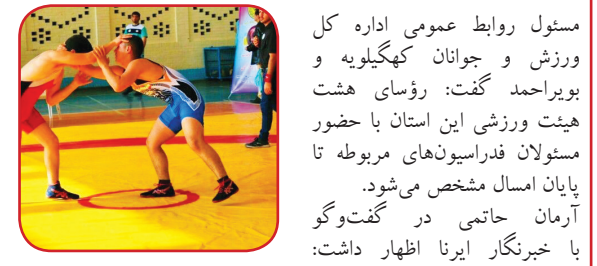 مسئول روابط عمومی اداره کل
ورزش و جوانان کهگیلویه و
بویراحمد گفت: رؤسای هشت
هیئت ورزشی این استان با حضور
مسئولان فدراسیون‌های مربوطه تا
پایان امسال مشخص می‌شود.
آرمان حاتمی در گفت‌وگو
با خبرنگار ایرنا اظهار داشت: